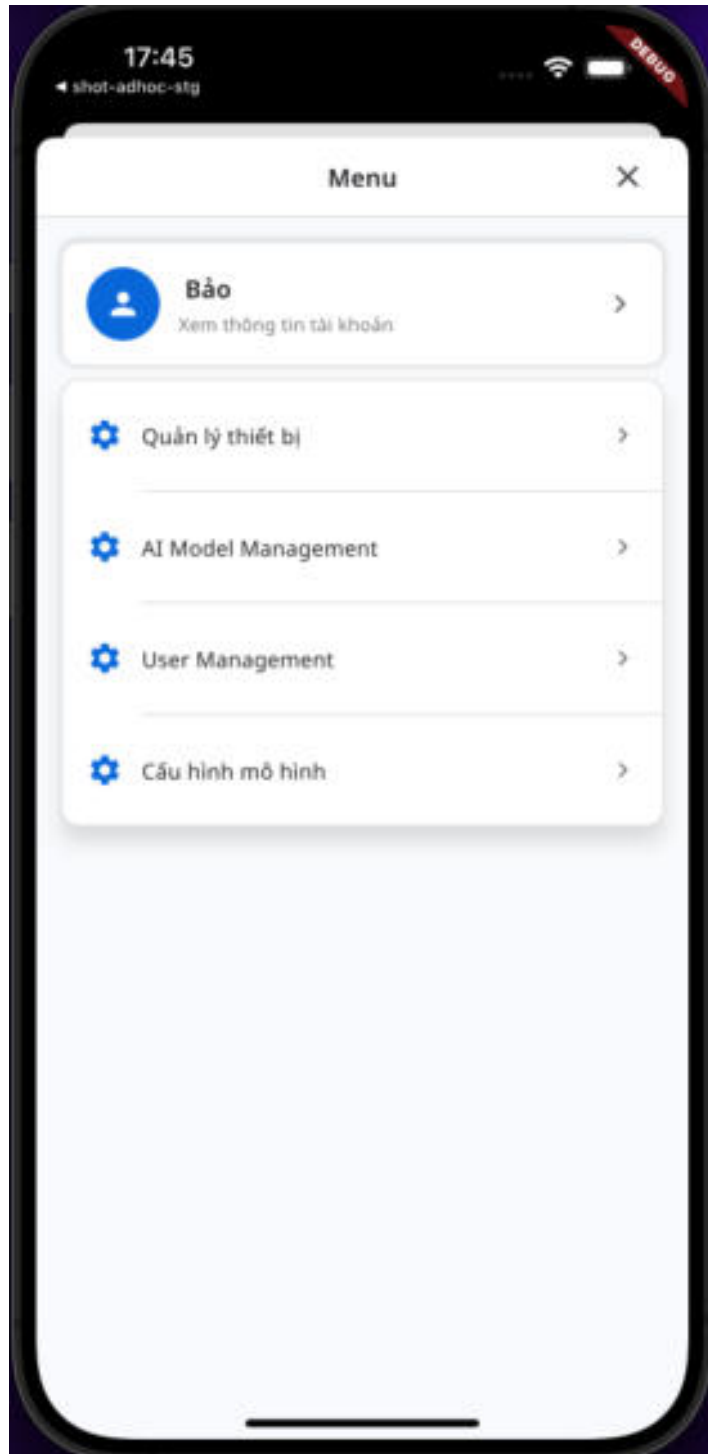 17:45
◀ shot-adhoc-stg
DEBUG
Menu
Bảo
Xem thông tin tài khoản
Quản lý thiết bị
AI Model Management
User Management
Cấu hình mô hình